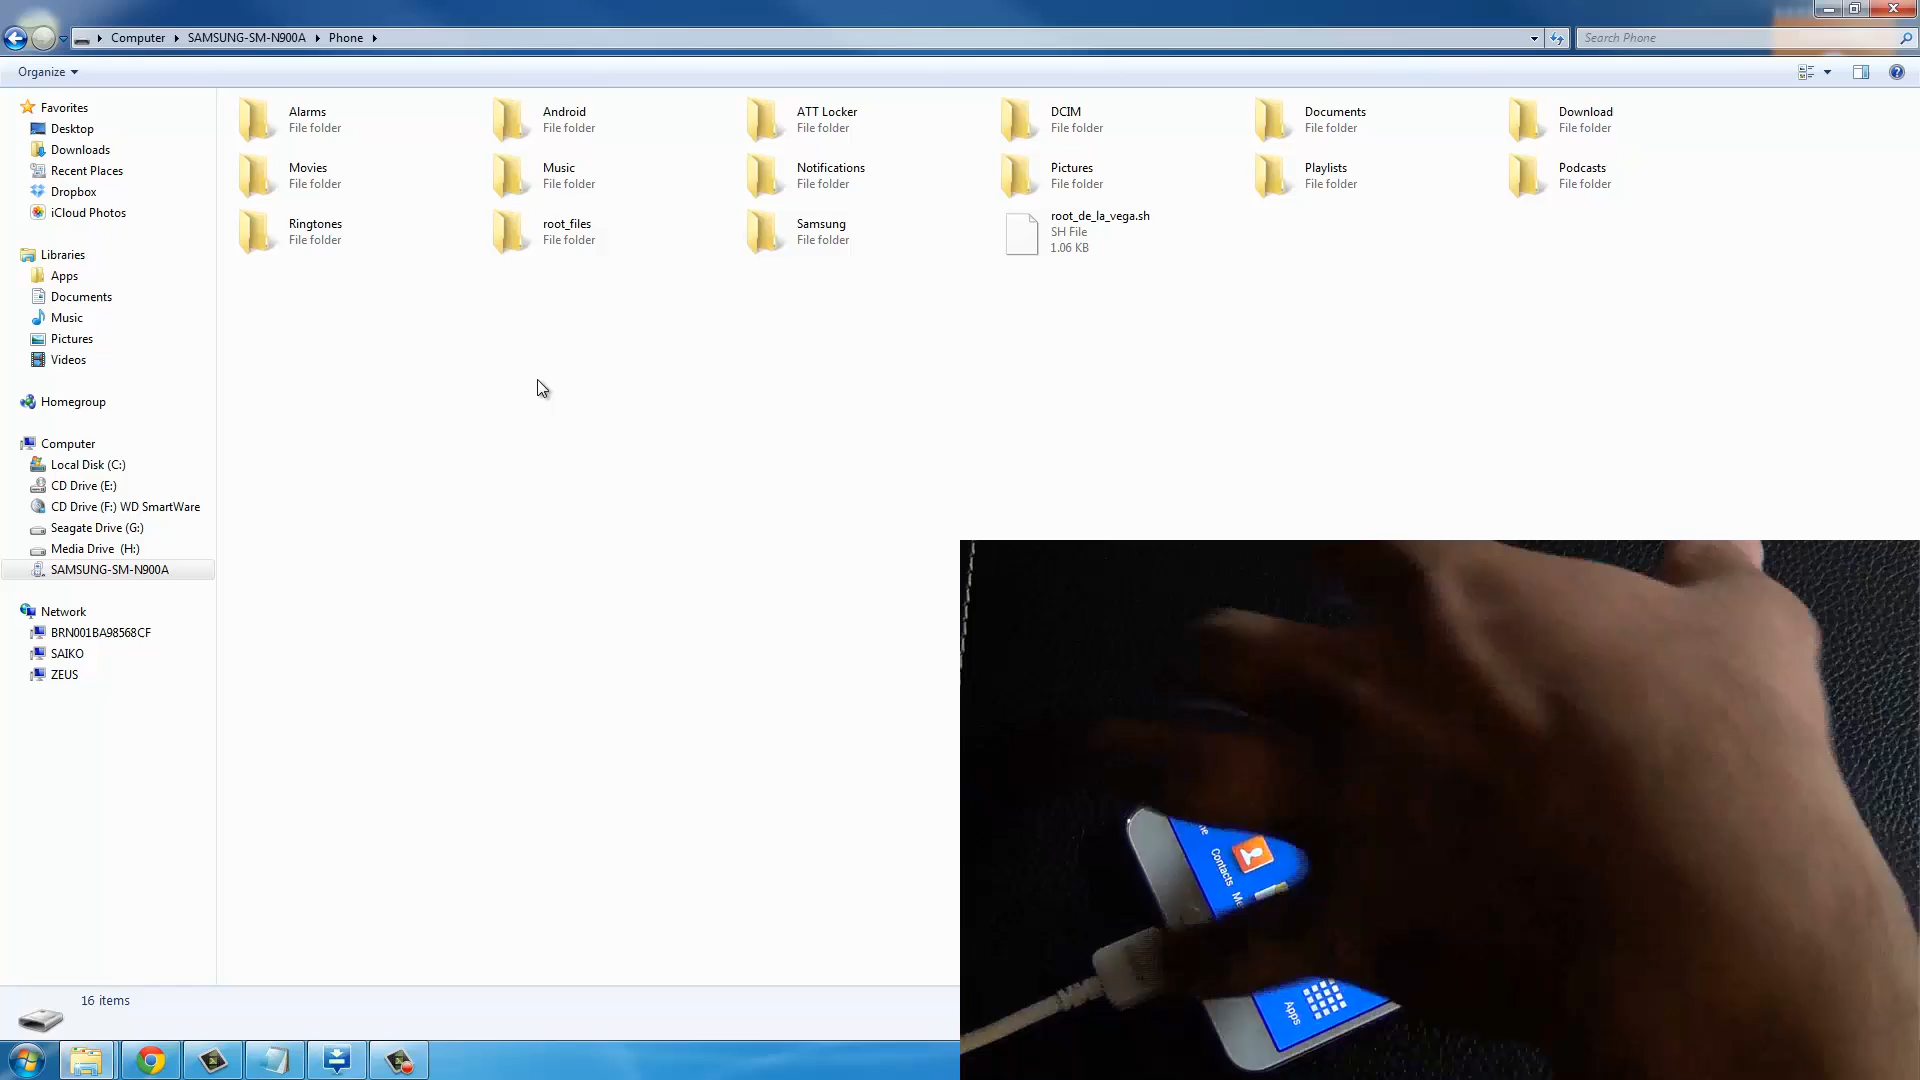 Computer SAMSUNG-SM-N900A Phone
Search Phone
Organize
Favorites
Desktop
Downloads
Recent Places
Dropbox
iCloud Photos
Libraries
Apps
Documents
Music
Pictures
Videos
Homegroup
Computer
Local Disk (C:)
CD Drive (E:)
CD Drive (F:) WD SmartWare
Seagate Drive (G:)
Media Drive (H:)
SAMSUNG-SM-N900A
Network
BRN001BA98568CF
SAIKO
ZEUS
Alarms
File folder
Android
File folder
ATT Locker
File folder
DCIM
File folder
Documents
File folder
Download
File folder
Movies
File folder
Music
File folder
Notifications
File folder
Pictures
File folder
Playlists
File folder
Podcasts
File folder
Ringtones
File folder
root_files
File folder
Samsung
File folder
root_de_la_vega.sh
SH File
1.06 KB
16 items
Contacts
Apps